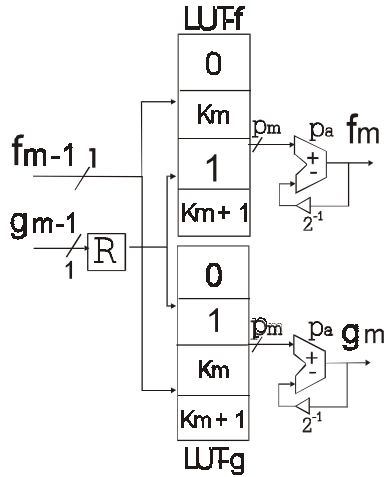 LUT-f
0
Km
1
Km + 1
pm
pa
fm
+
-
2-1
fm-1
1
gm-1
1
R
0
1
Km
Km + 1
pm
pa
gm
+
-
2-1
LUT-g